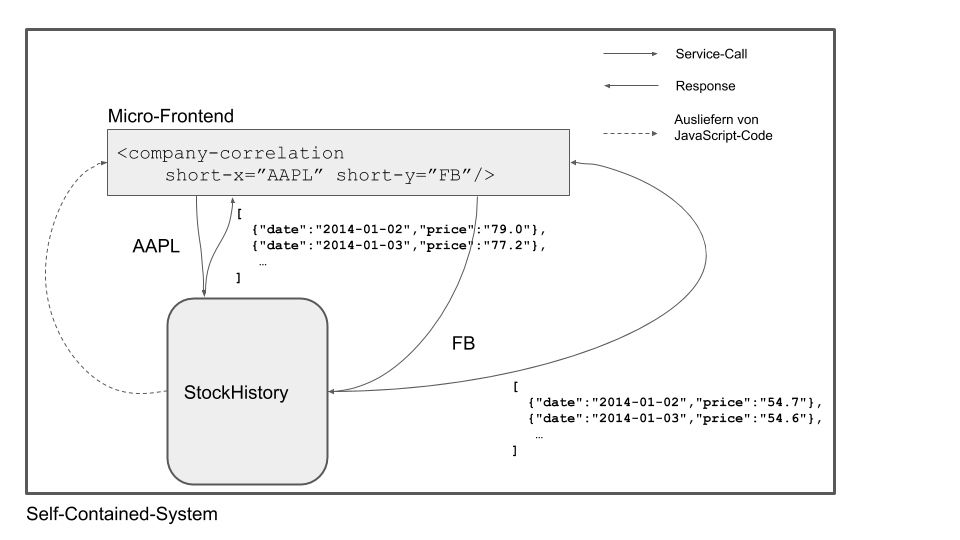 Service-Call
Response
Ausliefern von
JavaScript-Code
Micro-Frontend
<company-correlation
short-x=”AAPL” short-y=”FB”/>
AAPL
[
{"date":"2014-01-02","price":"79.0"},
{"date":"2014-01-03","price":"77.2"},
…
]
FB
StockHistory
[
{"date":"2014-01-02","price":"54.7"},
{"date":"2014-01-03","price":"54.6"},
…
]
Self-Contained-System